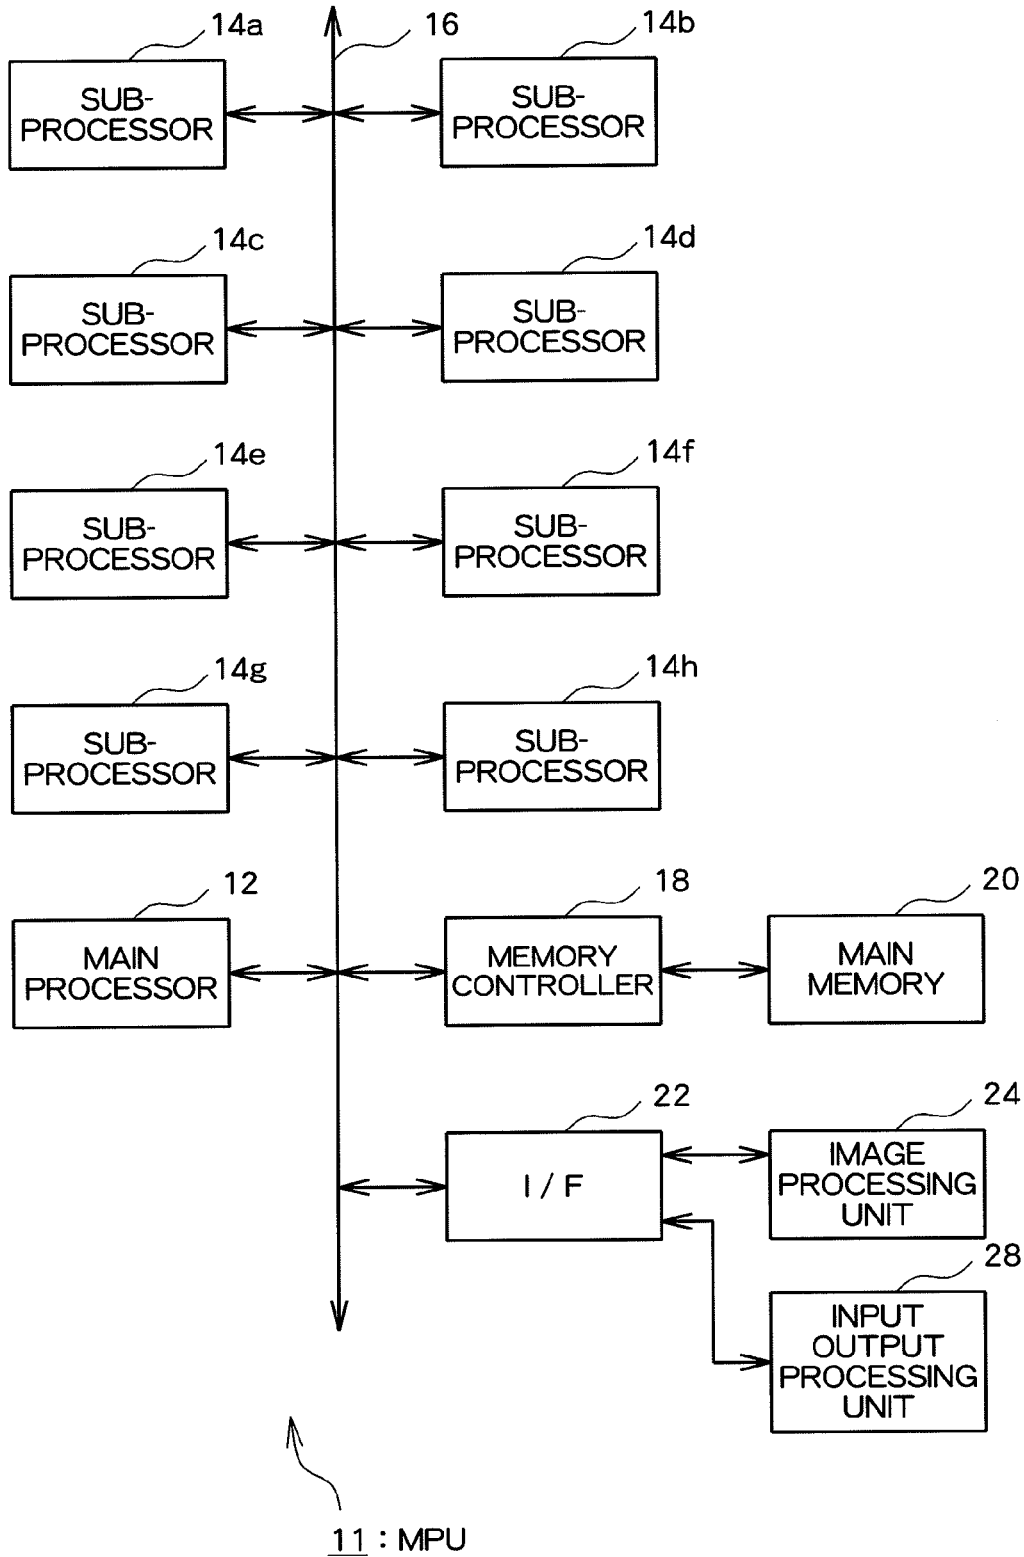 14a
16
14b
SUB-
PROCESSOR
SUB-
PROCESSOR
14c
14d
SUB-
PROCESSOR
SUB-
PROCESSOR
14e
14f
SUB-
PROCESSOR
SUB-
PROCESSOR
14g
14h
SUB-
PROCESSOR
SUB-
PROCESSOR
12
18
20
MAIN
PROCESSOR
MEMORY
CONTROLLER
MAIN
MEMORY
22
24
I / F
IMAGE
PROCESSING
UNIT
28
INPUT
OUTPUT
PROCESSING
UNIT
11 : MPU